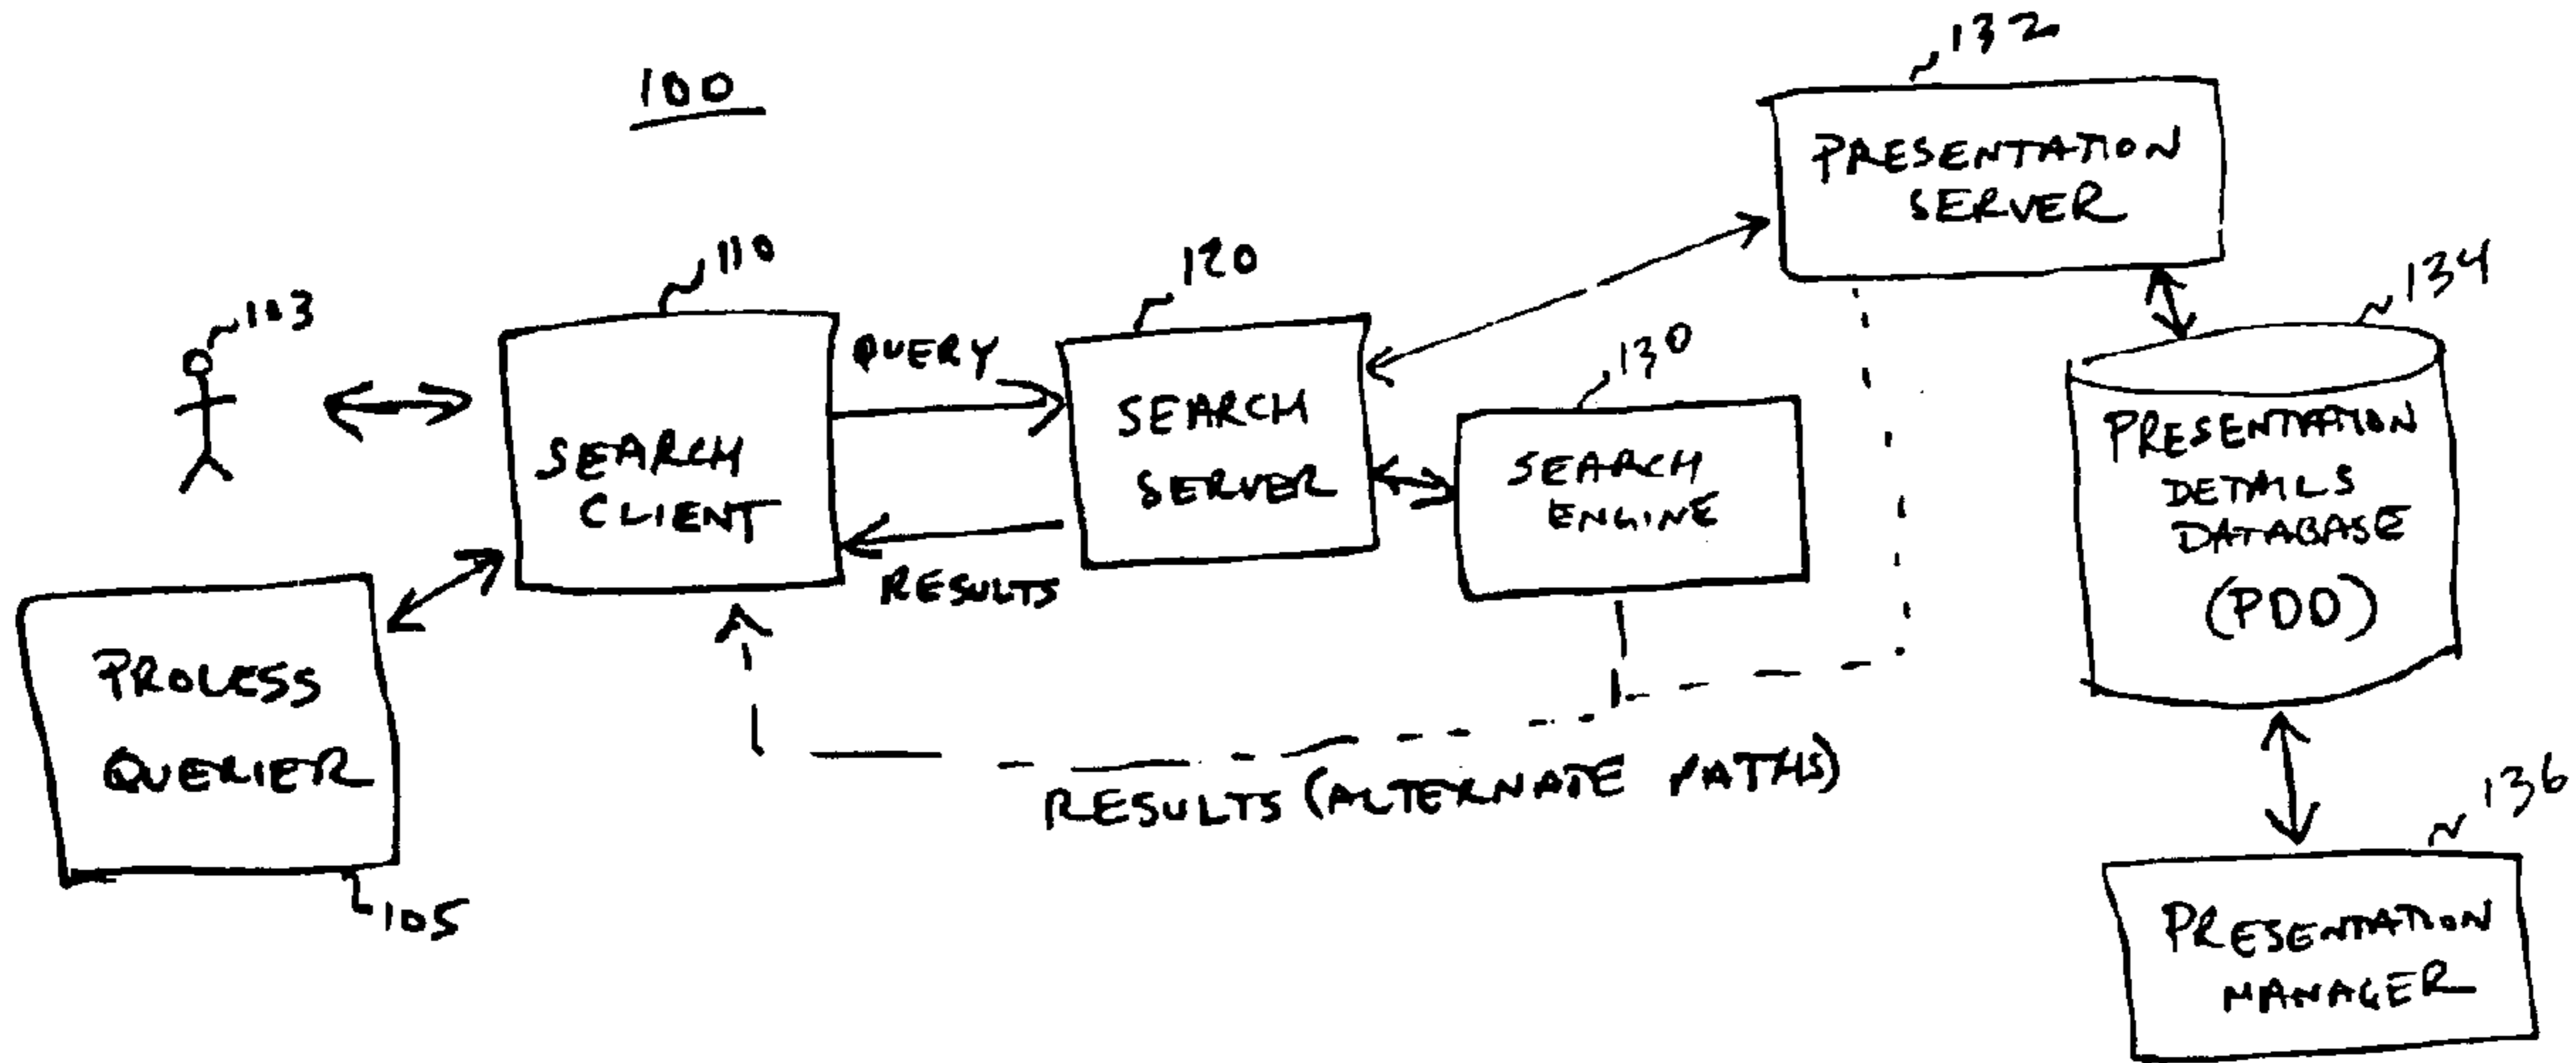 100
132
PRESENTATION
SERVER
103
110
120
130
134
QUERY
SEARCH
CLIENT
SEARCH
SERVER
SEARCH
ENGINE
PRESENTATION
DETAILS
DATABASE
(PDD)
RESULTS
PROCESS
QUERIER
105
RESULTS (ALTERNATE PATHS)
136
PRESENTATION
MANAGER